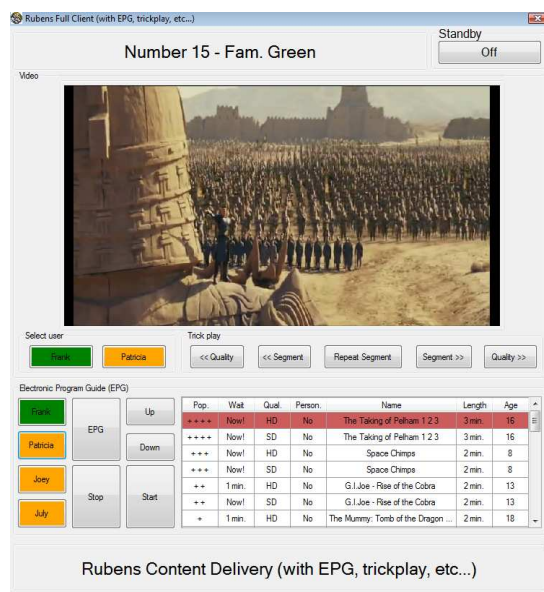 Rubens Full Client (with EPG, trickplay, etc...)
Number 15 - Fam. Green
Standby
Off
Video
Select user
Frank
Patricia
Trick play
<< Quality
<< Segment
Repeat Segment
Segment >>
Quality >>
Electronic Program Guide (EPG)
Frank
Patricia
Joey
July
EPG
Stop
Up
Down
Start
Pop. Wait Qual. Person. Name Length Age
++++ Now! HD No The Taking of Pelham 1 2 3 3 min. 16
++++ Now! SD No The Taking of Pelham 1 2 3 3 min. 16
+++ Now! HD No Space Chimps 2 min. 8
+++ Now! SD No Space Chimps 2 min. 8
++ 1 min. HD No G.I.Joe - Rise of the Cobra 2 min. 13
++ Now! SD No G.I.Joe - Rise of the Cobra 2 min. 13
+ 1 min. HD No The Mummy: Tomb of the Dragon ... 2 min. 18
Rubens Content Delivery (with EPG, trickplay, etc...)